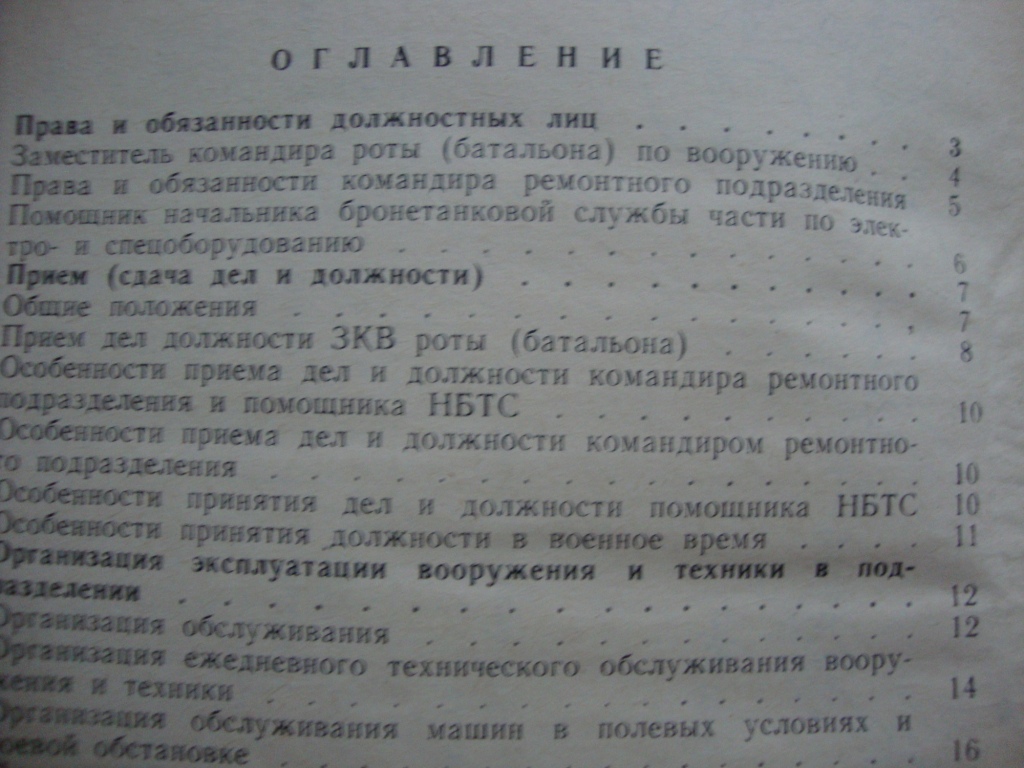 ОГЛАВЛЕНИЕ
Права и обязанности должностных лиц . . . . . . . 3
Заместитель командира роты (батальона) по вооружению . . 4
Права и обязанности командира ремонтного подразделения 5
Помощник начальника бронетанковой службы части по элек-
тро- и спецоборудованию . . . . . . . . . . . . . 6
Прием (сдача дел и должности) . . . . . . . . . . . 7
Общие положения . . . . . . . . . . . . . . . . 7
Прием дел должности ЗКВ роты (батальона) . . . . . . 8
Особенности приема дел и должности командира ремонтного
подразделения и помощника НБТС . . . . . . . . . 10
Особенности приема дел и должности командиром ремонтно-
го подразделения . . . . . . . . . . . . . . . . 10
Особенности принятия дел и должности помощника НБТС 10
Особенности принятия должности в военное время . . . . 11
Организация эксплуатации вооружения и техники в под-
разделении . . . . . . . . . . . . . . . . . 12
Организация обслуживания . . . . . . . . . . . . 12
Организация ежедневного технического обслуживания воору-
жения и техники . . . . . . . . . . . . . . . . 14
Организация обслуживания машин в полевых условиях и
боевой обстановке . . . . . . . . . . . . . . . 16